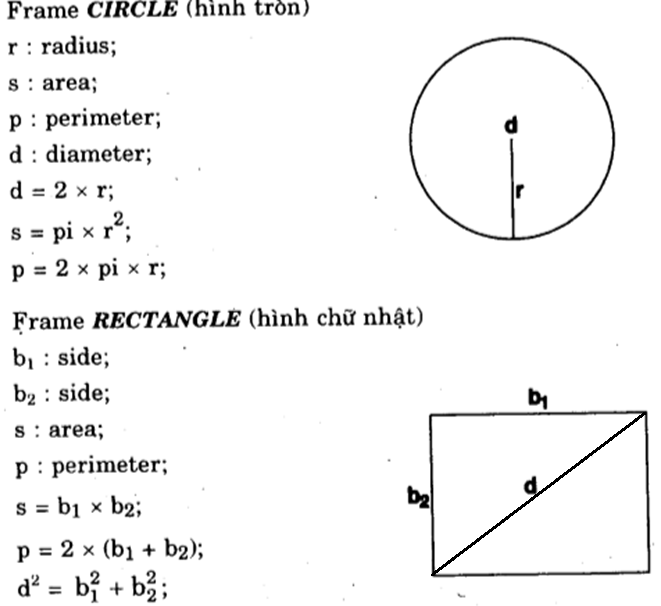 Frame CIRCLE (hình tròn)
r : radius;
s : area;
p : perimeter;
d : diameter;
d = 2 × r;
s = pi × r²;
p = 2 × pi × r;
d
r
Frame RECTANGLE (hình chữ nhật)
b₁ : side;
b₂ : side;
s : area;
p : perimeter;
s = b₁ × b₂;
p = 2 × (b₁ + b₂);
d² = b₁² + b₂²;
b₁
b₂
d